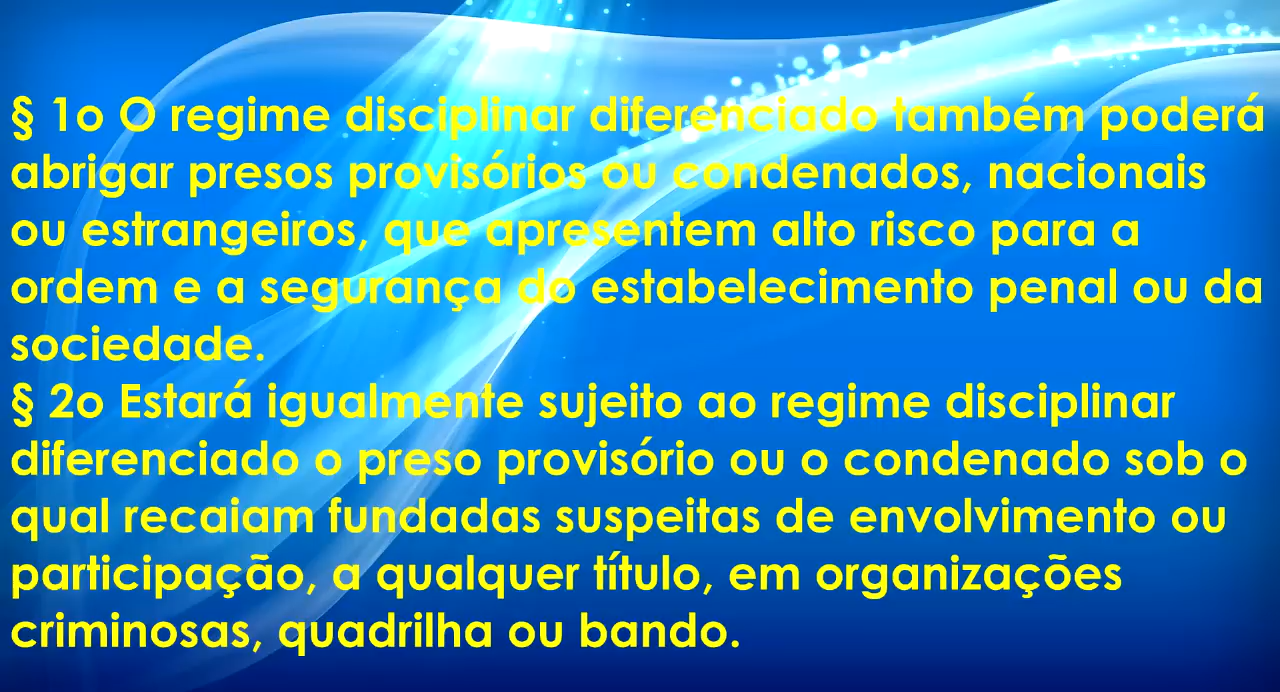 § 1o O regime disciplinar diferenciado também poderá
abrigar presos provisórios ou condenados, nacionais
ou estrangeiros, que apresentem alto risco para a
ordem e a segurança do estabelecimento penal ou da
sociedade.
§ 2o Estará igualmente sujeito ao regime disciplinar
diferenciado o preso provisório ou o condenado sob o
qual recaiam fundadas suspeitas de envolvimento ou
participação, a qualquer título, em organizações
criminosas, quadrilha ou bando.